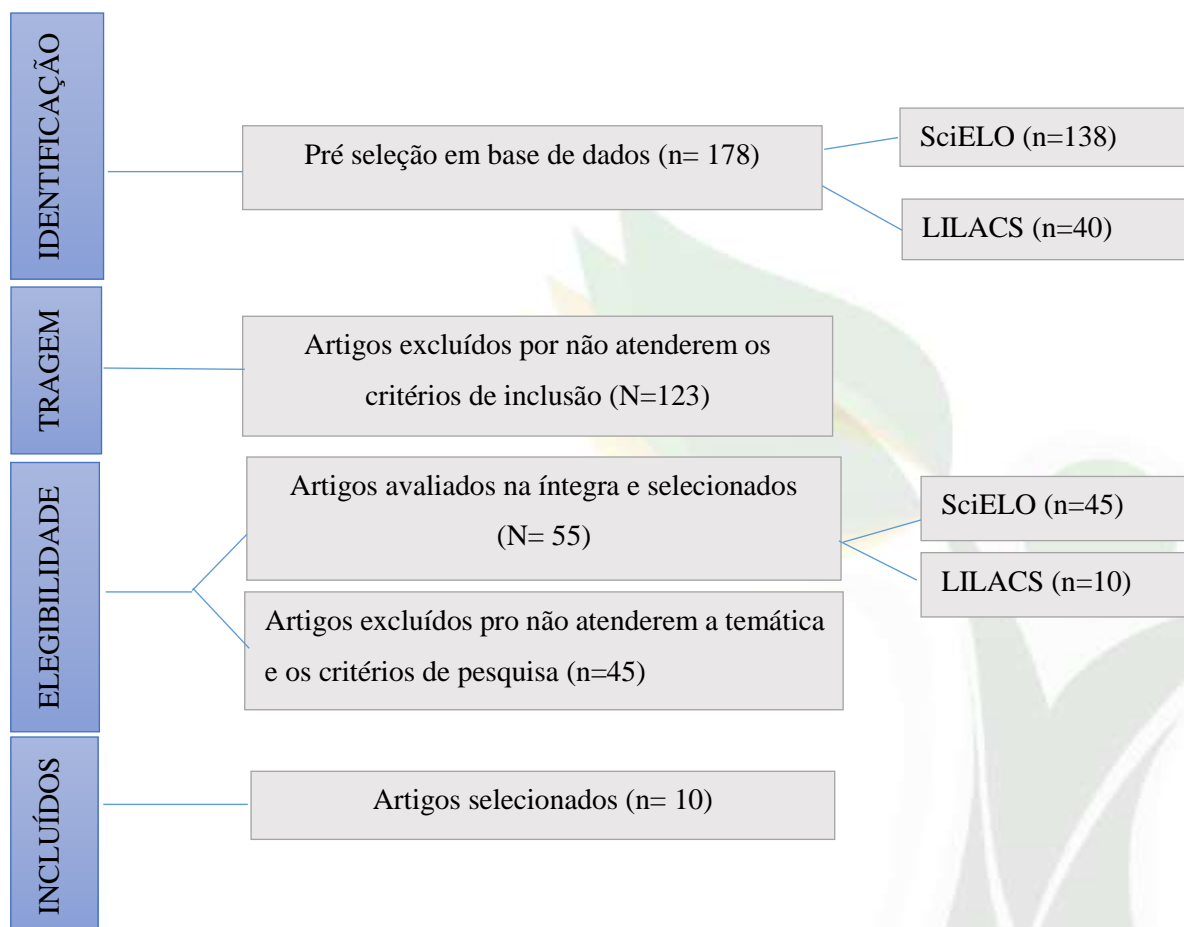 IDENTIFICAÇÃO
Pré seleção em base de dados (n= 178)
SciELO (n=138)
LILACS (n=40)
TRAGEM
Artigos excluídos por não atenderem os
critérios de inclusão (N=123)
ELEGIBILIDADE
Artigos avaliados na íntegra e selecionados
(N= 55)
SciELO (n=45)
LILACS (n=10)
Artigos excluídos pro não atenderem a temática
e os critérios de pesquisa (n=45)
INCLUÍDOS
Artigos selecionados (n= 10)